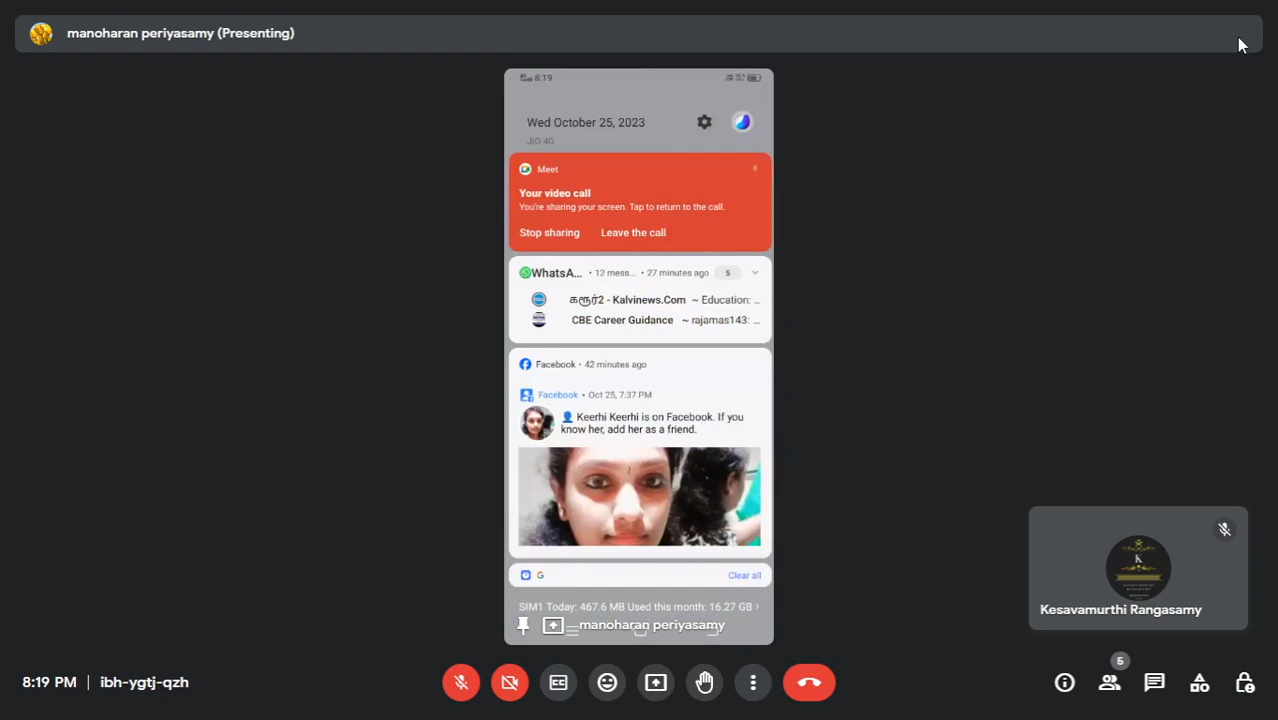 manoharan periyasamy (Presenting)
8:19
Wed October 25, 2023
JIO 4G
Meet
Your video call
You're sharing your screen. Tap to return to the call.
Stop sharing Leave the call
WhatsA... • 12 mess... • 27 minutes ago 5
கரூர்2 - Kalvinews.Com ~ Education: ...
CBE Career Guidance ~ rajamas143: ...
Facebook • 42 minutes ago
Facebook • Oct 25, 7:37 PM
Keerhi Keerhi is on Facebook. If you
know her, add her as a friend.
Clear all
SIM1 Today: 467.6 MB Used this month: 16.27 GB
manoharan periyasamy
K
Kesavamurthi Rangasamy
8:19 PM | ibh-ygtj-qzh
CC
5